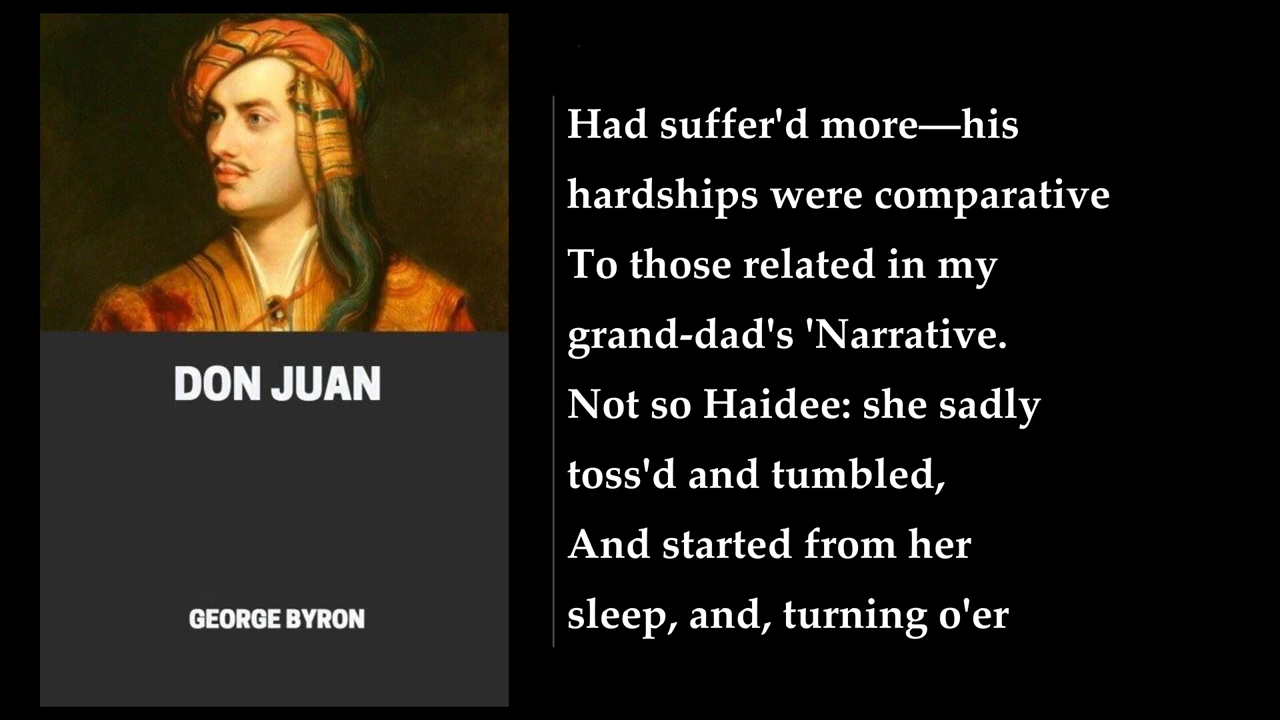 DON JUAN
GEORGE BYRON
Had suffer'd more—his
hardships were comparative
To those related in my
grand-dad's 'Narrative.
Not so Haidee: she sadly
toss'd and tumbled,
And started from her
sleep, and, turning o'er